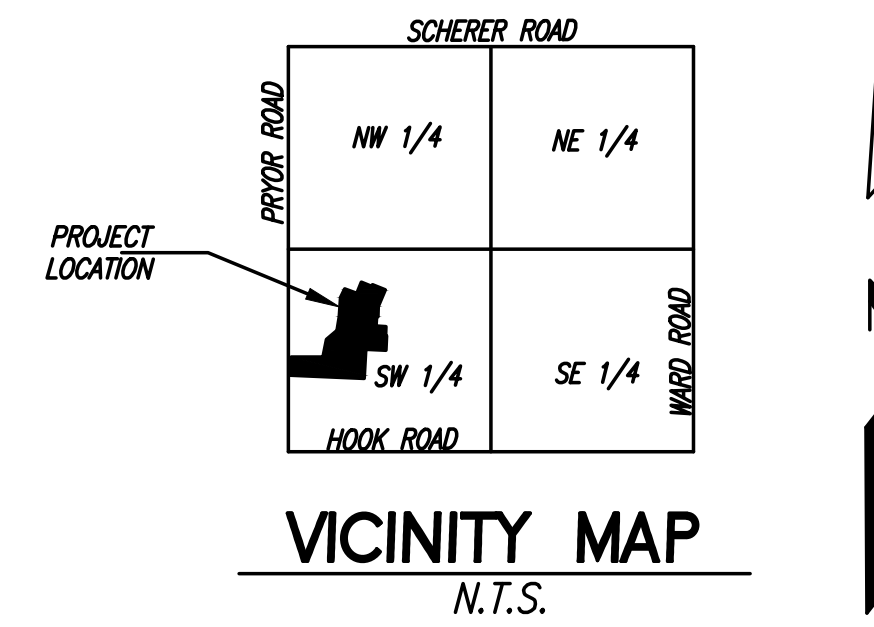 SCHERER ROAD
PRYOR ROAD
NW 1/4
NE 1/4
PROJECT
LOCATION
WARD ROAD
SW 1/4
SE 1/4
HOOK ROAD
VICINITY MAP
N.T.S.